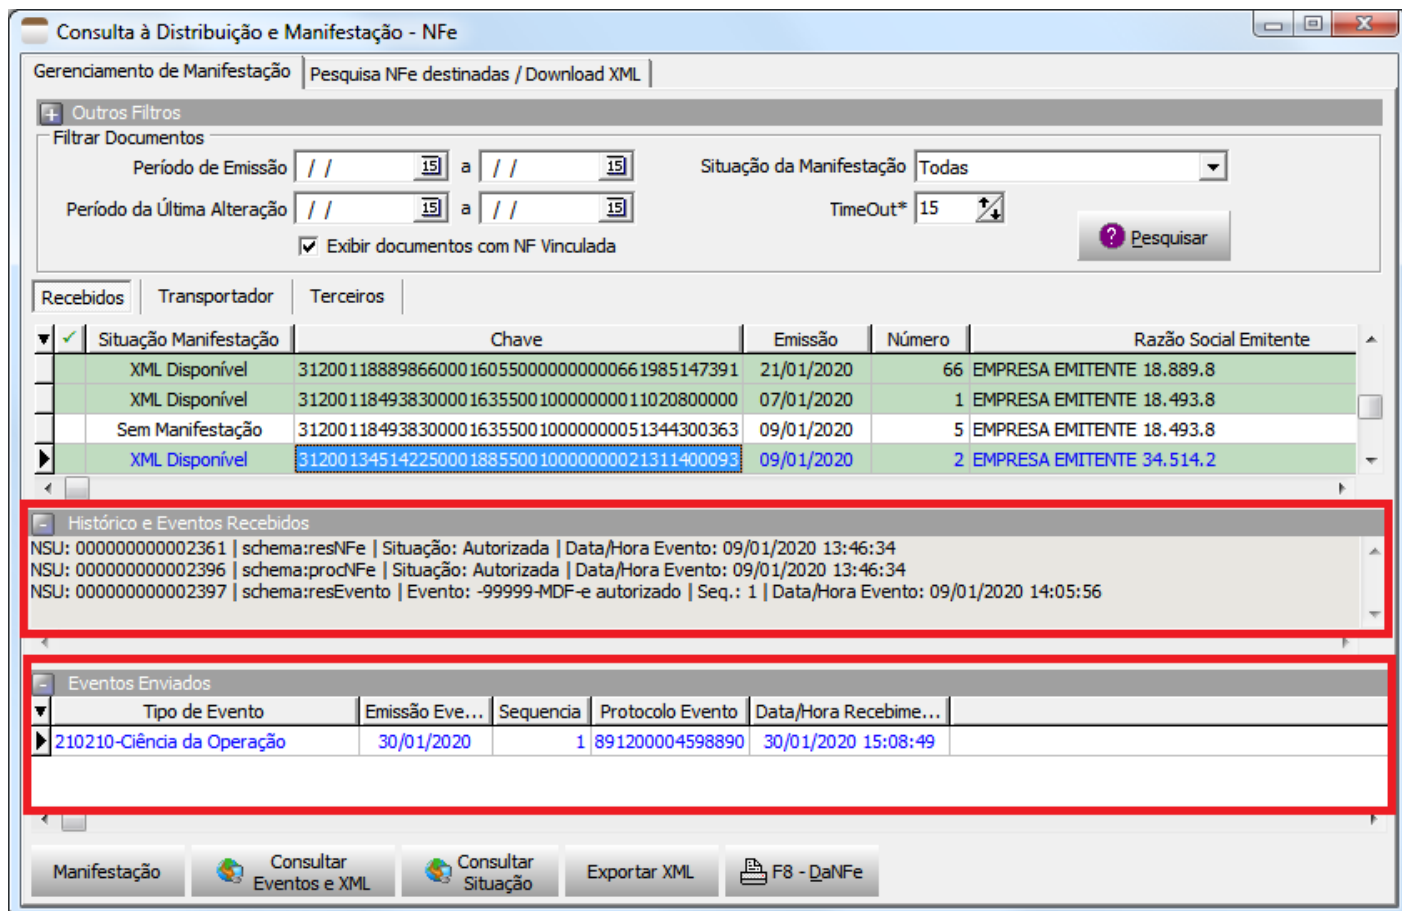 Consulta à Distribuição e Manifestação - NFe
Gerenciamento de Manifestação Pesquisa NFe destinadas / Download XML
Outros Filtros
Filtrar Documentos
Período de Emissão / / 15 a / / 15 Situação da Manifestação Todas
Período da Última Alteração / / 15 a / / 15 TimeOut* 15
Exibir documentos com NF Vinculada
? Pesquisar
Recebidos Transportador Terceiros
Situação Manifestação Chave Emissão Número Razão Social Emitente
XML Disponível 31200118889866000160550000000000661985147391 21/01/2020 66 EMPRESA EMITENTE 18.889.8
XML Disponível 31200118493830000163550010000000011020800000 07/01/2020 1 EMPRESA EMITENTE 18.493.8
Sem Manifestação 31200118493830000163550010000000051344300363 09/01/2020 5 EMPRESA EMITENTE 18.493.8
XML Disponível 31200134514225000188550010000000021311400093 09/01/2020 2 EMPRESA EMITENTE 34.514.2
Histórico e Eventos Recebidos
NSU: 000000000002361 | schema:resNFe | Situação: Autorizada | Data/Hora Evento: 09/01/2020 13:46:34
NSU: 000000000002396 | schema:procNFe | Situação: Autorizada | Data/Hora Evento: 09/01/2020 13:46:34
NSU: 000000000002397 | schema:resEvento | Evento: -99999-MDF-e autorizado | Seq.: 1 | Data/Hora Evento: 09/01/2020 14:05:56
Eventos Enviados
Tipo de Evento Emissão Eve... Sequencia Protocolo Evento Data/Hora Recebime...
210210-Ciência da Operação 30/01/2020 1 891200004598890 30/01/2020 15:08:49
Manifestação Consultar Eventos e XML Consultar Situação Exportar XML F8 - DaNFe